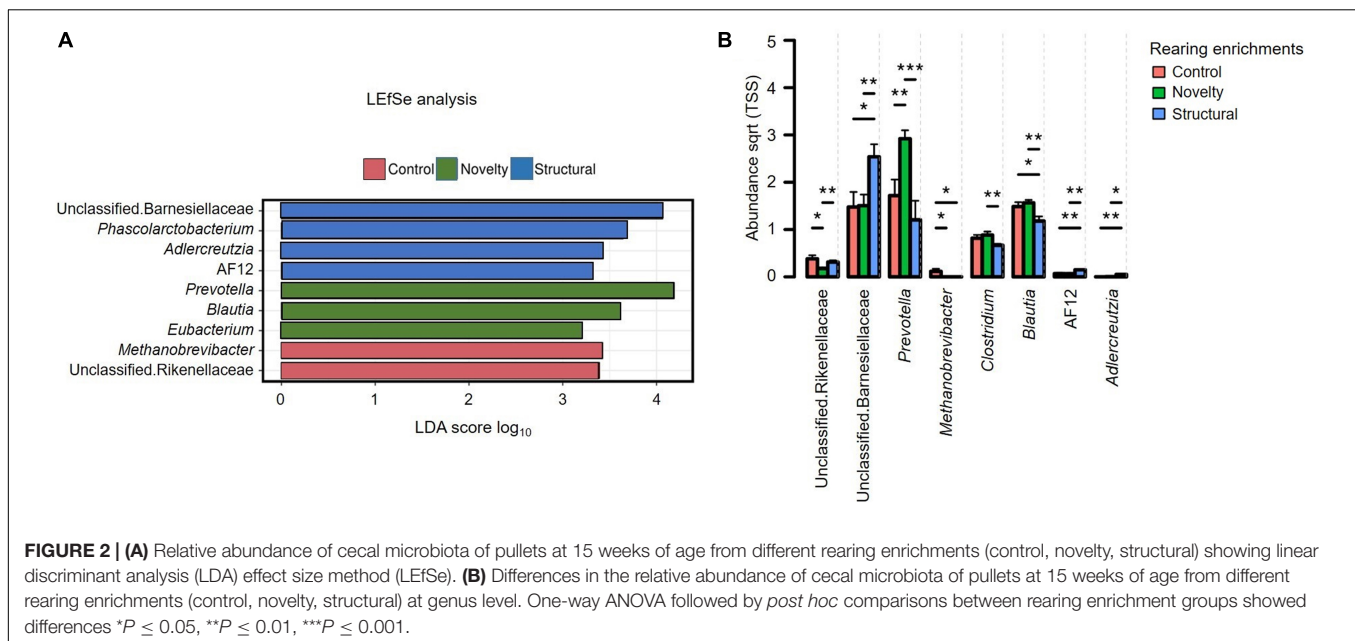 A
LEfSe analysis
Control Novelty Structural
Unclassified.Barnesiellaceae
Phascolarctobacterium
Adlercreutzia
AF12
Prevotella
Blautia
Eubacterium
Methanobrevibacter
Unclassified.Rikenellaceae
0 1 2 3 4
LDA score log10
B
Rearing enrichments
Control
Novelty
Structural
Abundance sqrt (TSS)
5
4
3
2
1
0
* **
* **
** ***
* *
**
* **
** **
** *
Unclassified.Rikenellaceae
Unclassified.Barnesiellaceae
Prevotella
Methanobrevibacter
Clostridium
Blautia
AF12
Adlercreutzia
FIGURE 2 | (A) Relative abundance of cecal microbiota of pullets at 15 weeks of age from different rearing enrichments (control, novelty, structural) showing linear
discriminant analysis (LDA) effect size method (LEfSe). (B) Differences in the relative abundance of cecal microbiota of pullets at 15 weeks of age from different
rearing enrichments (control, novelty, structural) at genus level. One-way ANOVA followed by post hoc comparisons between rearing enrichment groups showed
differences *P ≤ 0.05, **P ≤ 0.01, ***P ≤ 0.001.